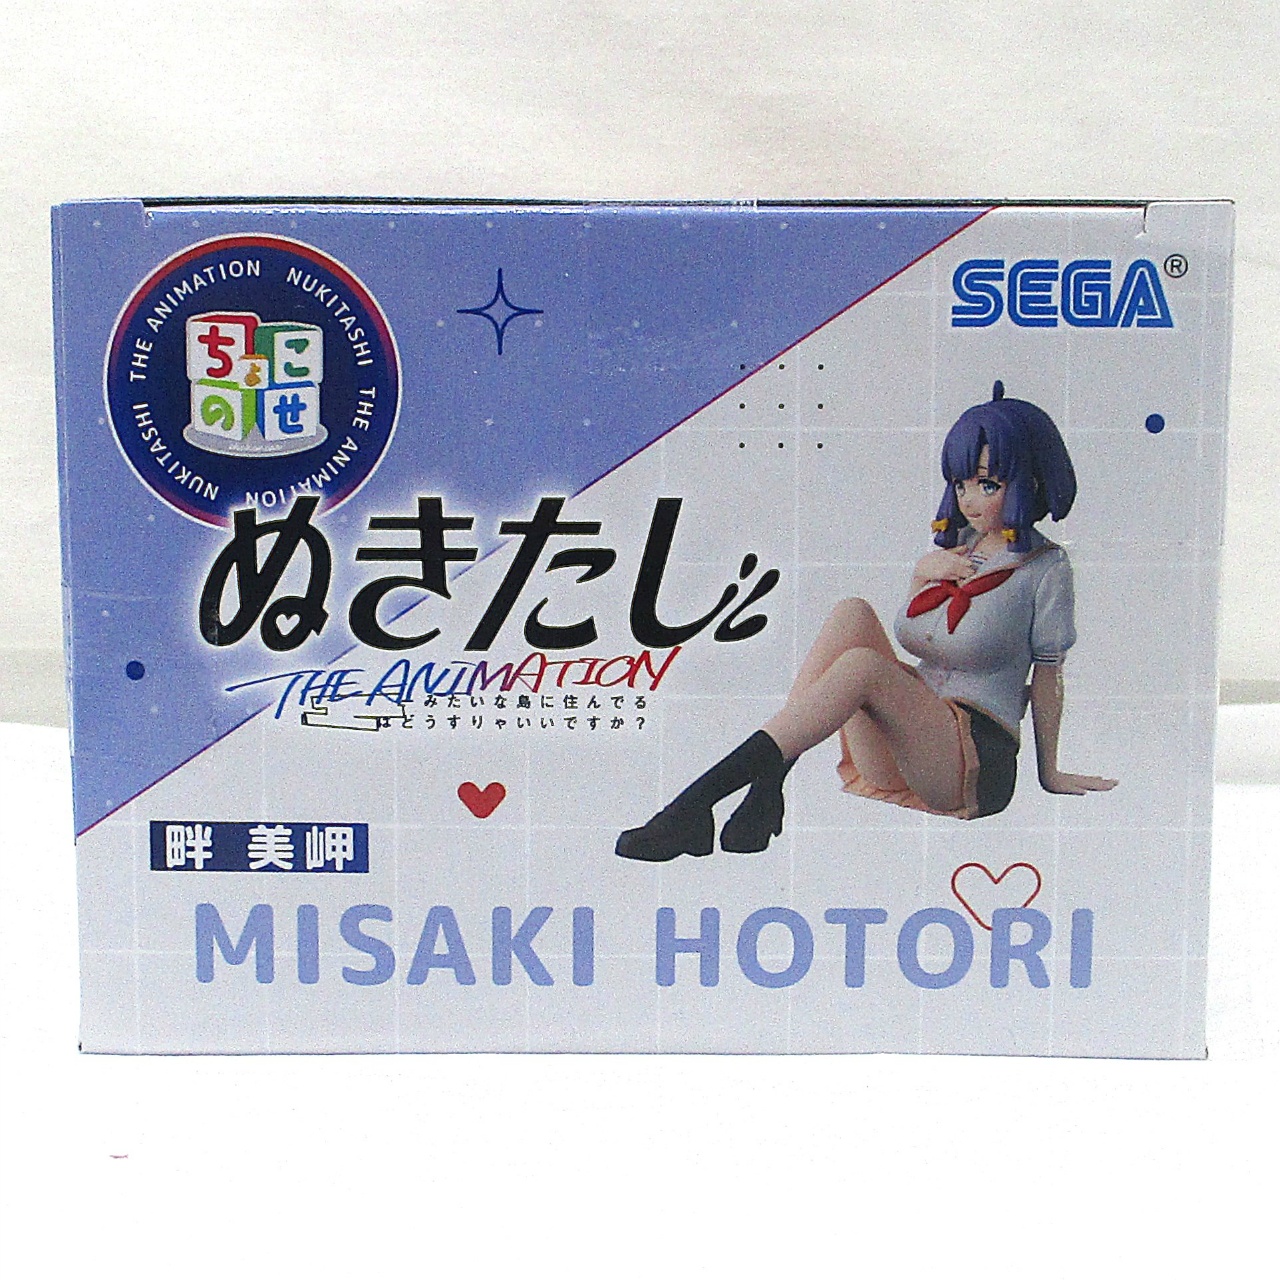 THE ANIMATION NUKITASHI THE ANIMATION NUKITASHI
ちょこ
のせ
SEGA®
ぬきたし
THE ANIMATION
みたいな島に住んでる
はどうすりゃいいですか？
畔 美岬
MISAKI HOTORI